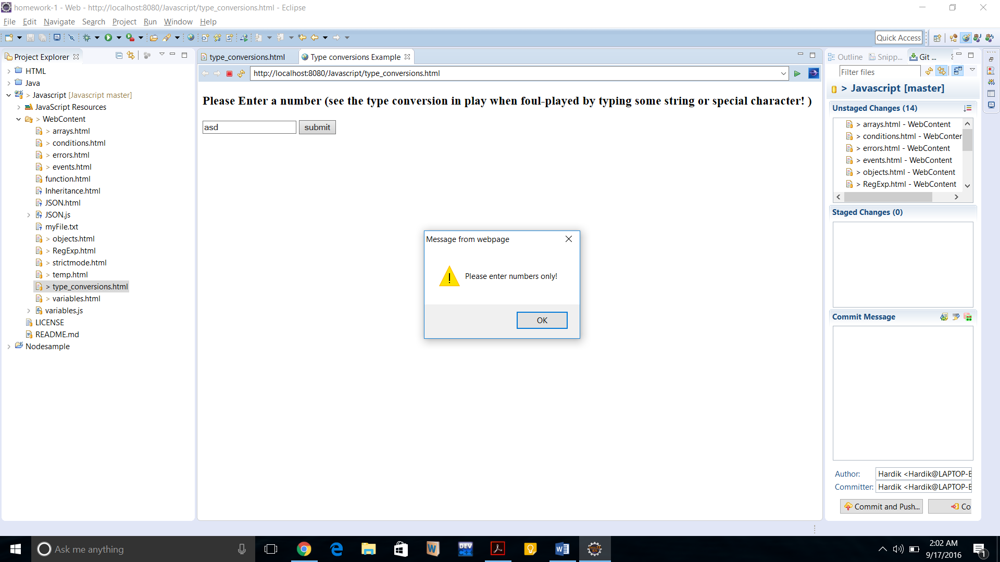 homework-1 - Web - http://localhost:8080/Javascript/type_conversions.html - Eclipse
File Edit Navigate Search Project Run Window Help
Quick Access
Project Explorer
HTML
Java
> Javascript [Javascript master]
JavaScript Resources
> WebContent
> arrays.html
> conditions.html
> errors.html
> events.html
function.html
Inheritance.html
JSON.html
JSON.js
myFile.txt
> objects.html
> RegExp.html
> strictmode.html
> temp.html
> type_conversions.html
> variables.html
variables.js
LICENSE
README.md
Nodesample
type_conversions.html Type conversions Example
http://localhost:8080/Javascript/type_conversions.html
Please Enter a number (see the type conversion in play when foul-played by typing some string or special character! )
asd submit
Message from webpage
Please enter numbers only!
OK
Outline Snipp... Git ...
Filter files
> Javascript [master]
Unstaged Changes (14)
> arrays.html - WebContent
> conditions.html - WebConter
> errors.html - WebContent
> events.html - WebContent
> objects.html - WebContent
> RegExp.html - WebContent
Staged Changes (0)
Commit Message
Author: Hardik <Hardik@LAPTOP-E
Committer: Hardik <Hardik@LAPTOP-E
Commit and Push... Co
Ask me anything
DEV
2:02 AM
9/17/2016
1